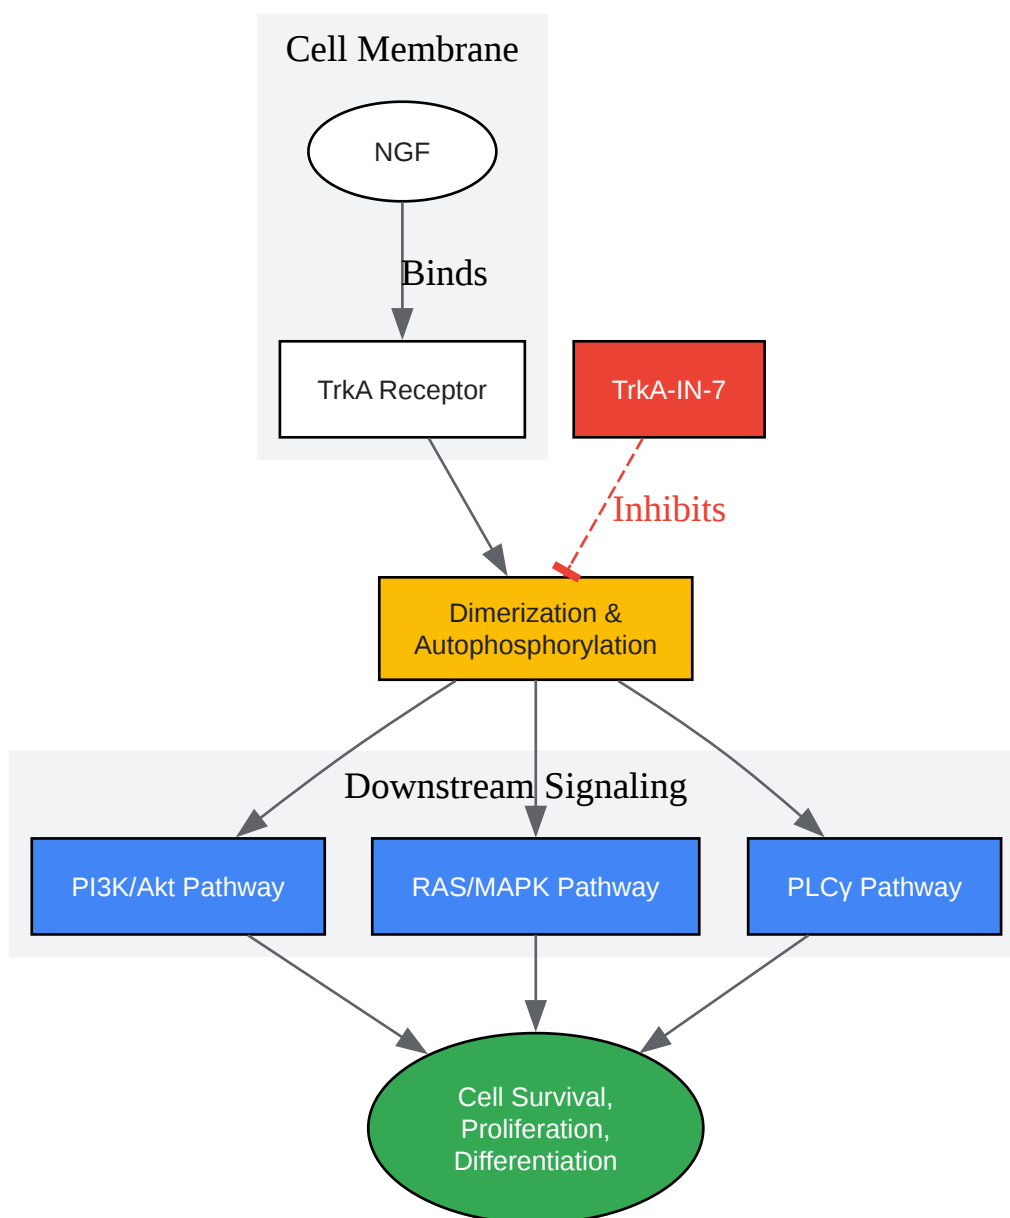 Cell Membrane
NGF
Binds
TrkA Receptor
TrkA-IN-7
Inhibits
Dimerization &
Autophosphorylation
Downstream Signaling
PI3K/Akt Pathway
RAS/MAPK Pathway
PLCγ Pathway
Cell Survival,
Proliferation,
Differentiation